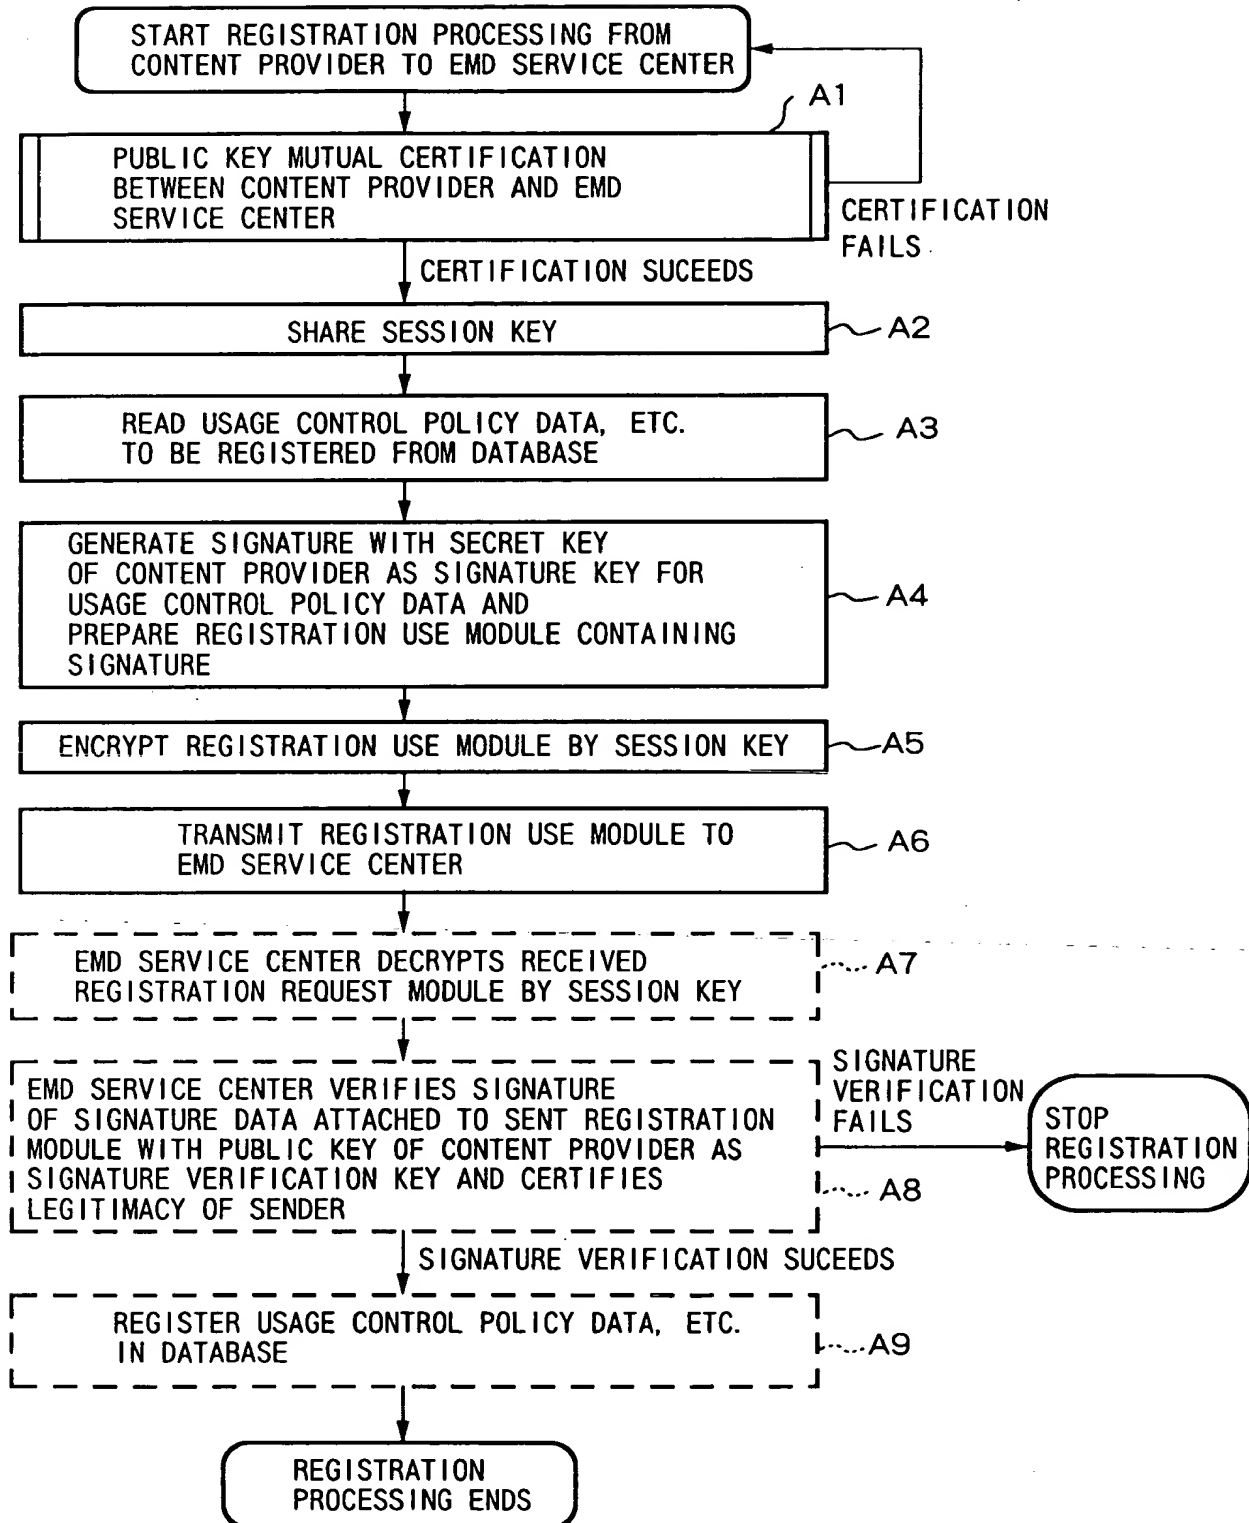 START REGISTRATION PROCESSING FROM
CONTENT PROVIDER TO EMD SERVICE CENTER
A1
PUBLIC KEY MUTUAL CERTIFICATION
BETWEEN CONTENT PROVIDER AND EMD
SERVICE CENTER
CERTIFICATION
FAILS
CERTIFICATION SUCEEDS
SHARE SESSION KEY
A2
READ USAGE CONTROL POLICY DATA, ETC.
TO BE REGISTERED FROM DATABASE
A3
GENERATE SIGNATURE WITH SECRET KEY
OF CONTENT PROVIDER AS SIGNATURE KEY FOR
USAGE CONTROL POLICY DATA AND
PREPARE REGISTRATION USE MODULE CONTAINING
SIGNATURE
A4
ENCRYPT REGISTRATION USE MODULE BY SESSION KEY
A5
TRANSMIT REGISTRATION USE MODULE TO
EMD SERVICE CENTER
A6
EMD SERVICE CENTER DECRYPTS RECEIVED
REGISTRATION REQUEST MODULE BY SESSION KEY
A7
EMD SERVICE CENTER VERIFIES SIGNATURE
OF SIGNATURE DATA ATTACHED TO SENT REGISTRATION
MODULE WITH PUBLIC KEY OF CONTENT PROVIDER AS
SIGNATURE VERIFICATION KEY AND CERTIFIES
LEGITIMACY OF SENDER
A8
SIGNATURE
VERIFICATION
FAILS
STOP
REGISTRATION
PROCESSING
SIGNATURE VERIFICATION SUCEEDS
REGISTER USAGE CONTROL POLICY DATA, ETC.
IN DATABASE
A9
REGISTRATION
PROCESSING ENDS